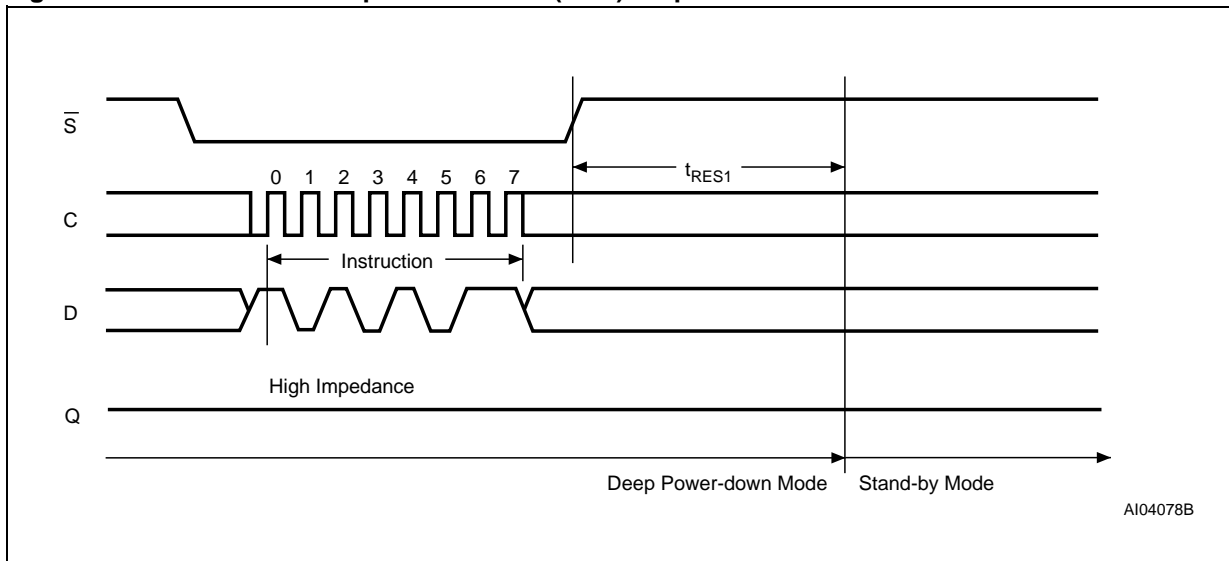 S
0 1 2 3 4 5 6 7
tRES1
C
Instruction
D
High Impedance
Q
Deep Power-down Mode Stand-by Mode
AI04078B